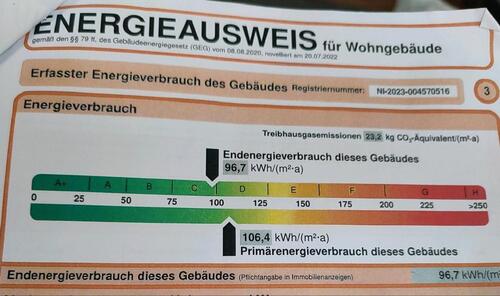 ENERGIEAUSWEIS für Wohngebäude
gemäß den §§ 79 ff. des Gebäudeenergiegesetz (GEG) vom 08.08.2020, novelliert am 20.07.2022
Erfasster Energieverbrauch des Gebäudes Registriernummer: NI-2023-004570516 3
Energieverbrauch
Treibhausgasemissionen 23,2 kg CO₂-Äquivalent/(m²·a)
Endenergieverbrauch dieses Gebäudes
96,7 kWh/(m²·a)
A+ A B C D E F G H
0 25 50 75 100 125 150 175 200 225 >250
106,4 kWh/(m²·a)
Primärenergieverbrauch dieses Gebäudes
Endenergieverbrauch dieses Gebäudes (Pflichtangabe in Immobilienanzeigen) 96,7 kWh/(m²·a)